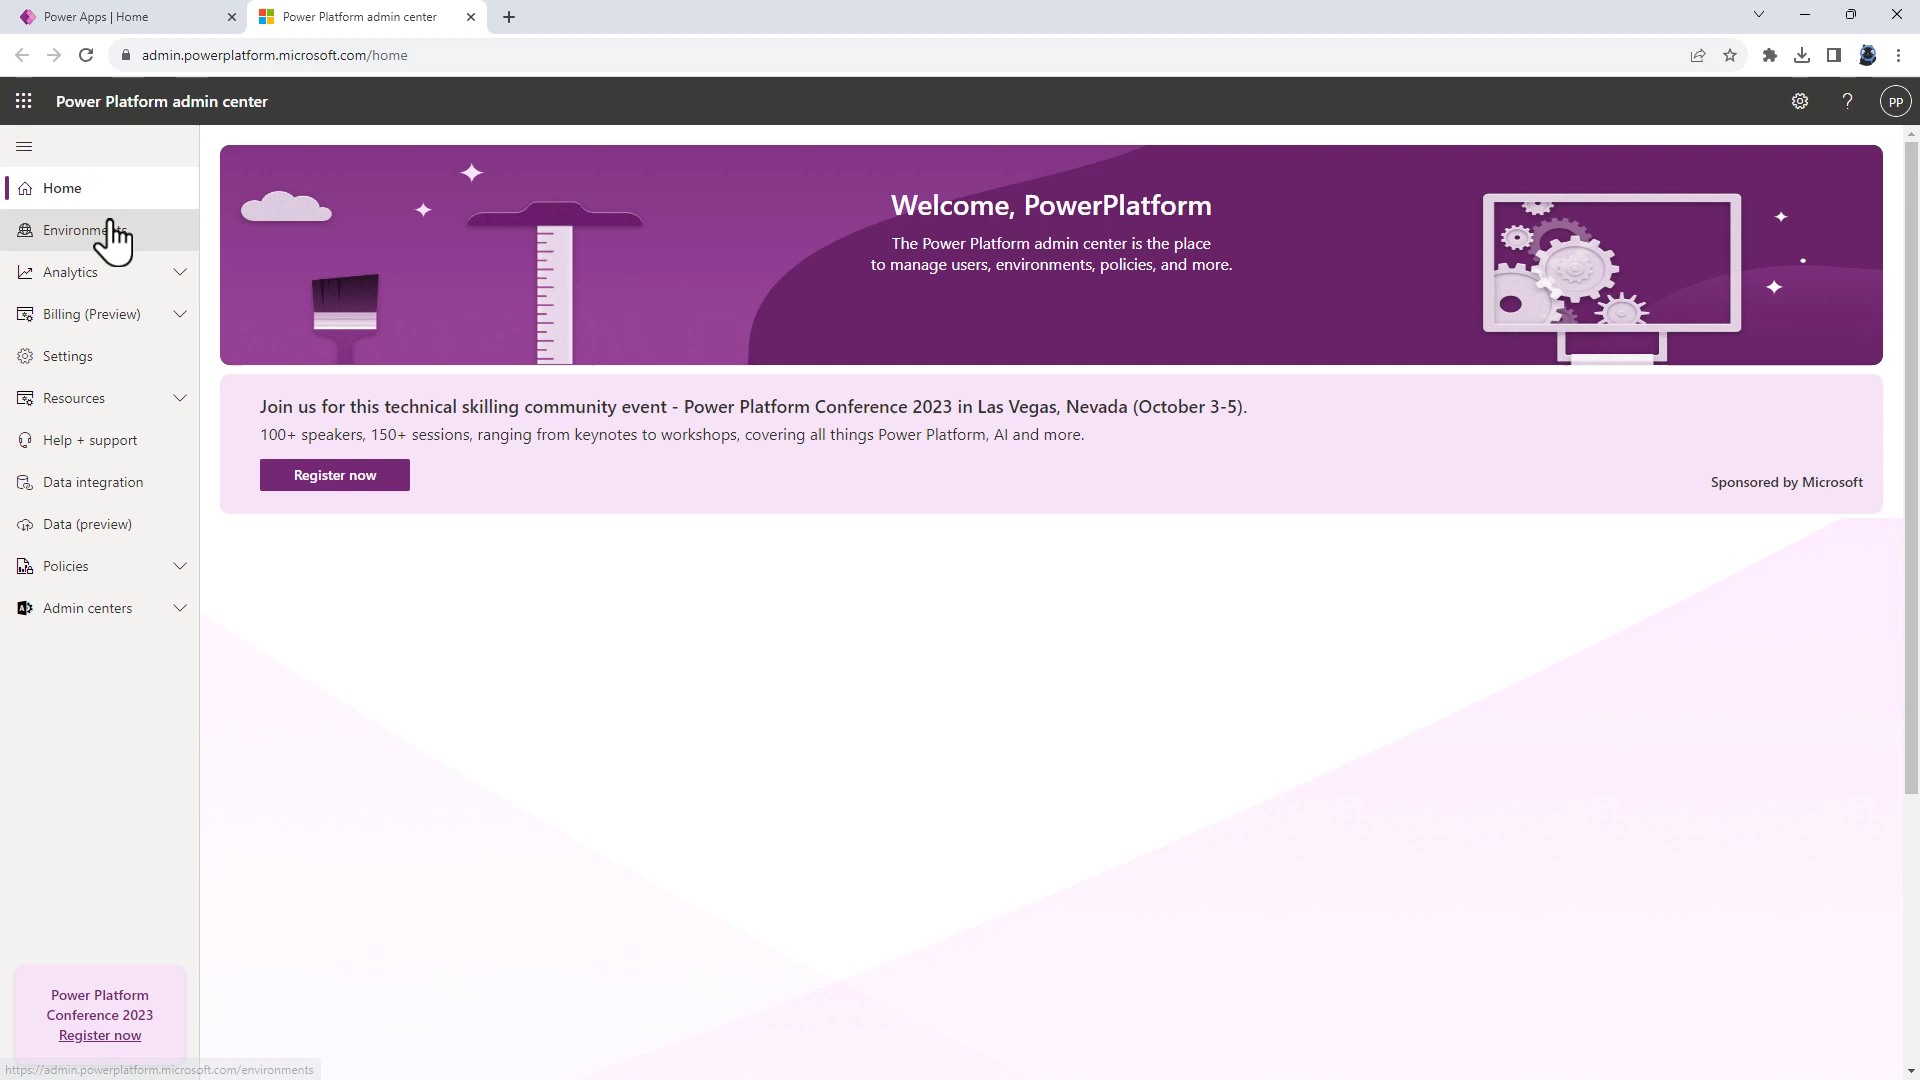 Power Apps | Home
Power Platform admin center
admin.powerplatform.microsoft.com/home
Power Platform admin center
PP
Home
Environments
Analytics
Billing (Preview)
Settings
Resources
Help + support
Data integration
Data (preview)
Policies
Admin centers
Welcome, PowerPlatform
The Power Platform admin center is the place
to manage users, environments, policies, and more.
Join us for this technical skilling community event - Power Platform Conference 2023 in Las Vegas, Nevada (October 3-5).
100+ speakers, 150+ sessions, ranging from keynotes to workshops, covering all things Power Platform, AI and more.
Register now
Sponsored by Microsoft
Power Platform
Conference 2023
Register now
https://admin.powerplatform.microsoft.com/environments